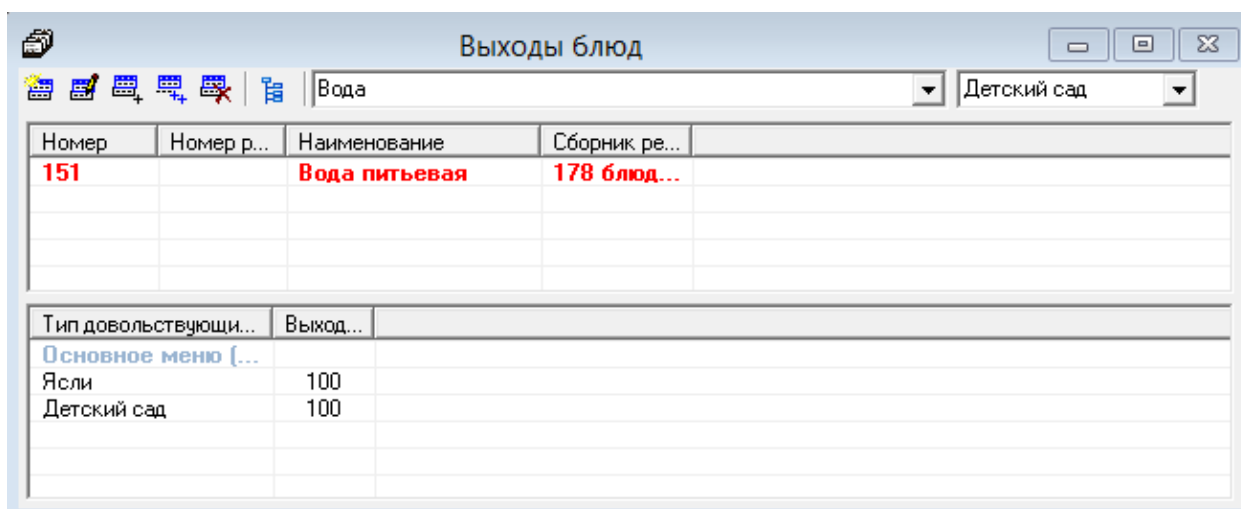 Выходы блюд
Вода Детский сад
Номер Номер р... Наименование Сборник ре...
151 Вода питьевая 178 блюд...
Тип довольствующи... Выход...
Основное меню (...
Ясли 100
Детский сад 100